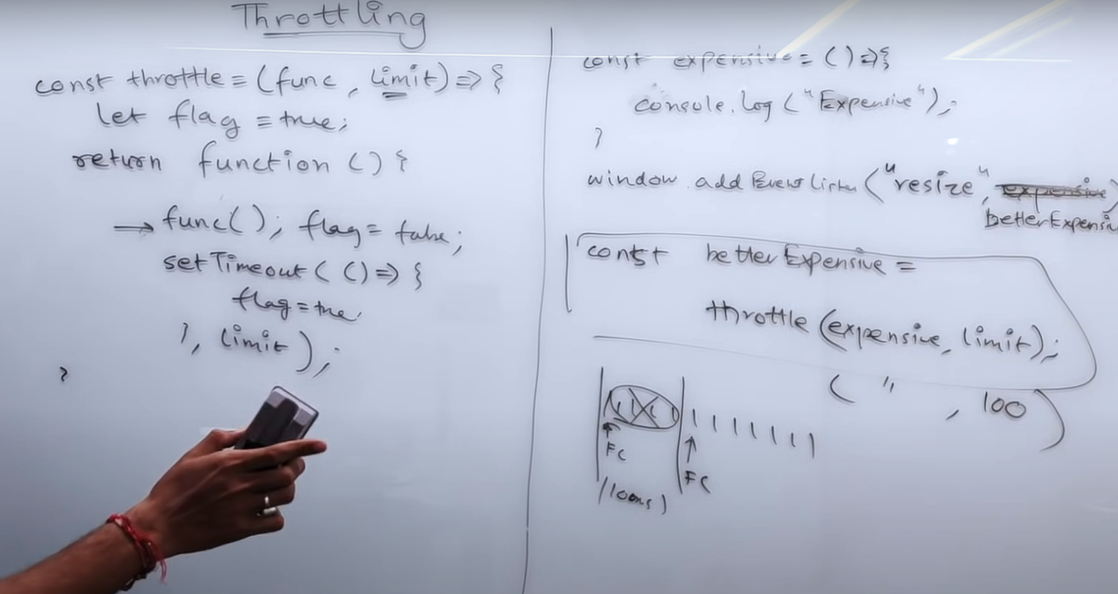 Throttling
const throttle = (func, limit) => {
let flag = true;
return function () {
→ func(); flag = false;
setTimeout ( () => {
flag = true
}, limit);
}
const expensive = () => {
console.log ("Expensive");
}
window.addEventListen ("resize", expensive)
betterExpensiv
const betterExpensive =
throttle (expensive, limit);
( " , 100)
FC
FC
(100ms)